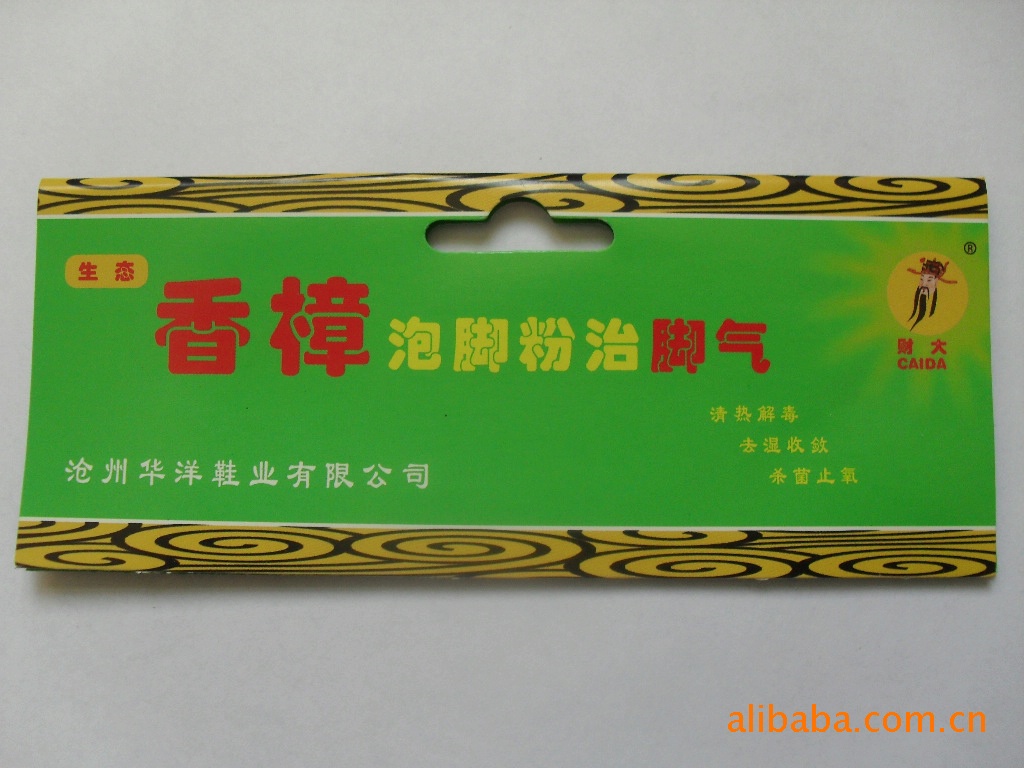 生态
香樟泡脚粉治脚气
®
财大
CAIDA
清热解毒
去湿收敛
杀菌止氧
沧州华洋鞋业有限公司
alibaba.com.cn